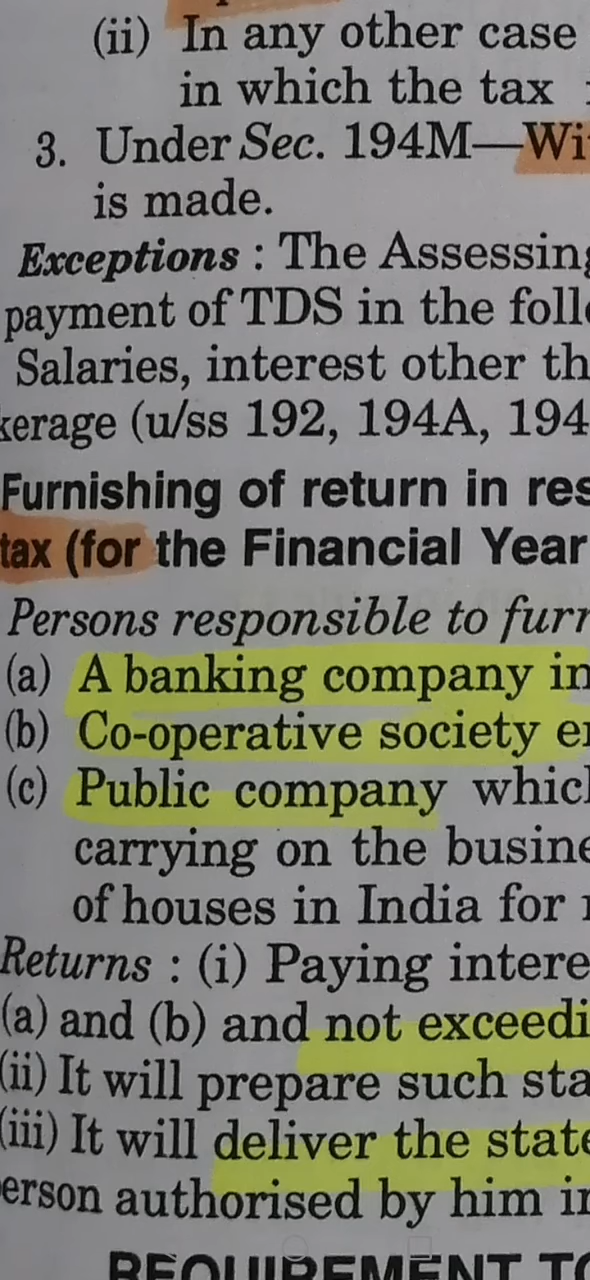 (ii) In any other case
in which the tax
3. Under Sec. 194M—Wi
is made.
Exceptions : The Assessing
payment of TDS in the foll
Salaries, interest other th
kerage (u/ss 192, 194A, 194
Furnishing of return in res
tax (for the Financial Year
Persons responsible to furn
(a) A banking company in
(b) Co-operative society e
(c) Public company which
carrying on the busine
of houses in India for
Returns : (i) Paying intere
(a) and (b) and not exceedi
(ii) It will prepare such sta
(iii) It will deliver the state
erson authorised by him in
REQUIREMENT TO